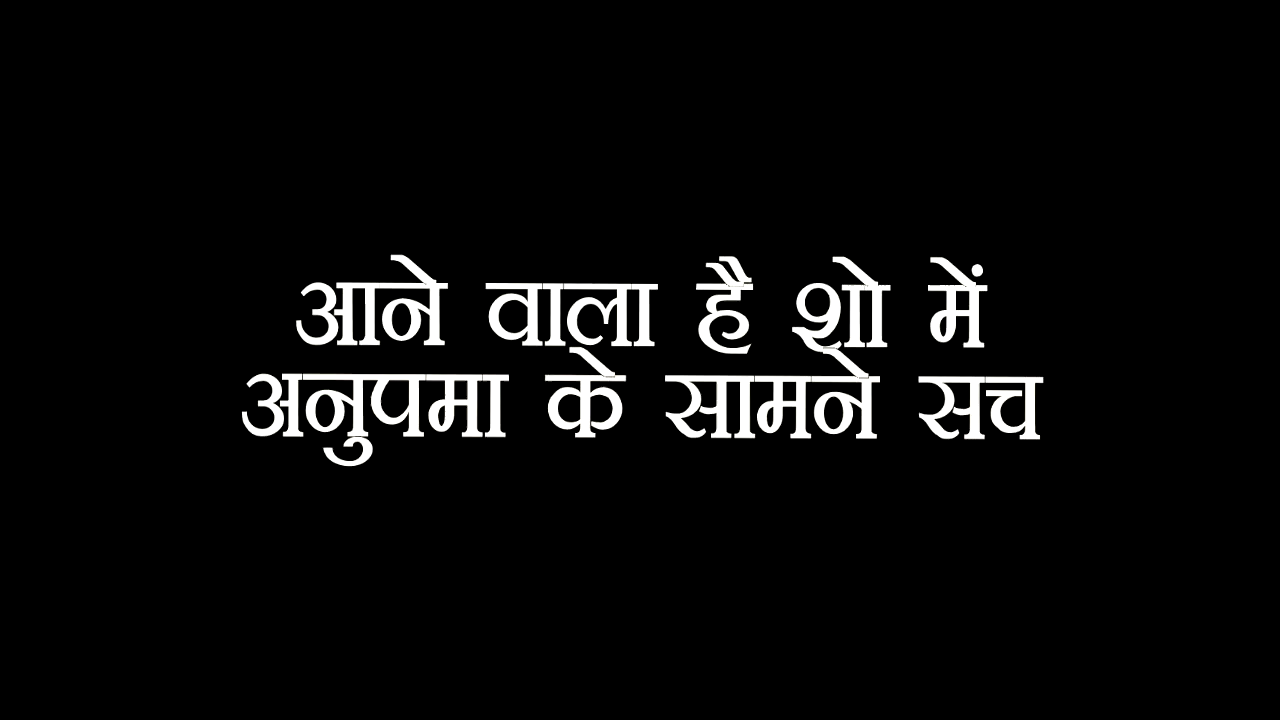 आने वाला है शो में
अनुपमा के सामने सच